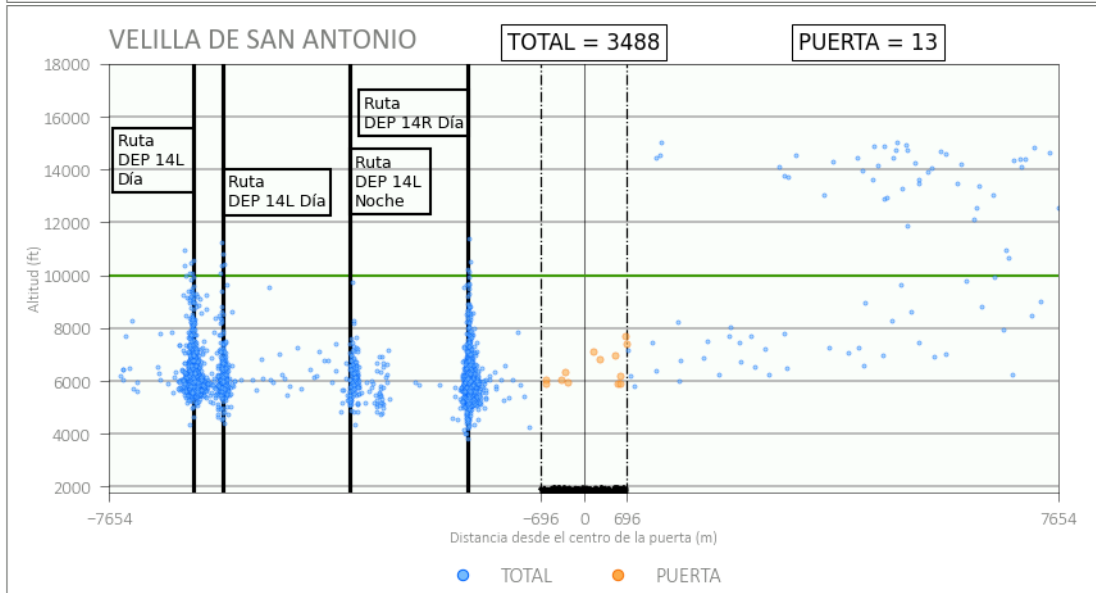 VELILLA DE SAN ANTONIO
TOTAL = 3488
PUERTA = 13
18000
16000
14000
12000
10000
8000
6000
4000
2000
Altitud (ft)
Ruta
DEP 14L
Día
Ruta
DEP 14L Día
Ruta
DEP 14L
Noche
Ruta
DEP 14R Día
−7654
−696
0
696
7654
Distancia desde el centro de la puerta (m)
TOTAL
PUERTA